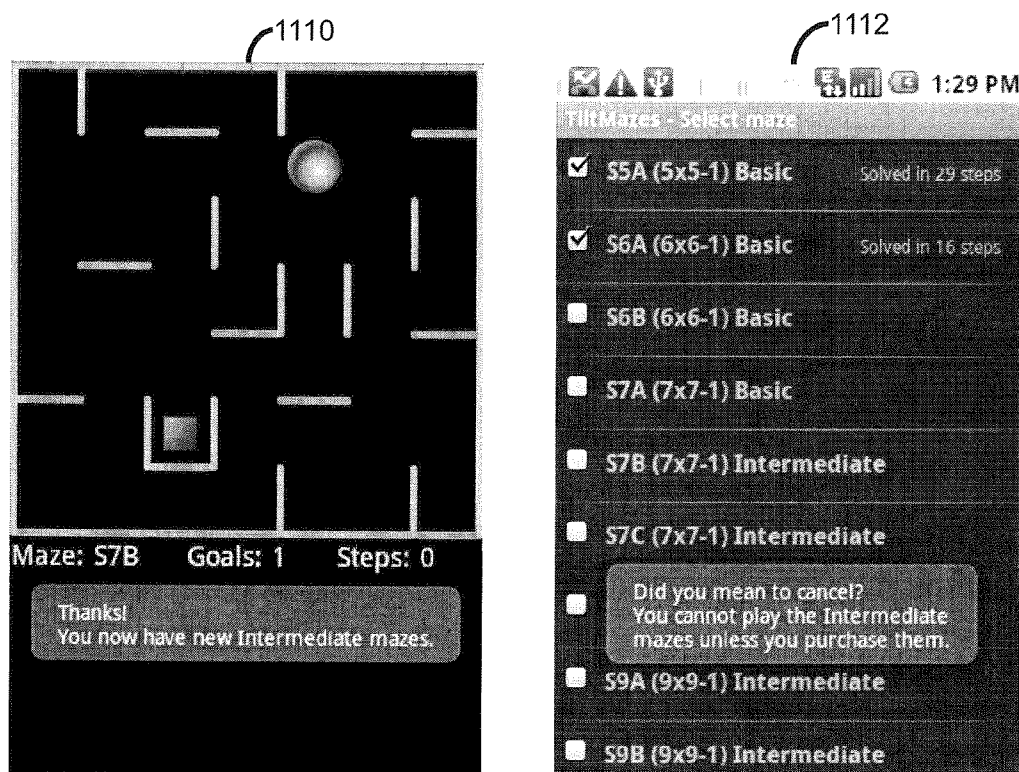 1110
Maze: S7B Goals: 1 Steps: 0
Thanks!
You now have new Intermediate mazes.
1112
1:29 PM
TiltMazes - Select maze
S5A (5x5-1) Basic Solved in 29 steps
S6A (6x6-1) Basic Solved in 16 steps
S6B (6x6-1) Basic
S7A (7x7-1) Basic
S7B (7x7-1) Intermediate
S7C (7x7-1) Intermediate
Did you mean to cancel?
You cannot play the Intermediate
mazes unless you purchase them.
S9A (9x9-1) Intermediate
S9B (9x9-1) Intermediate